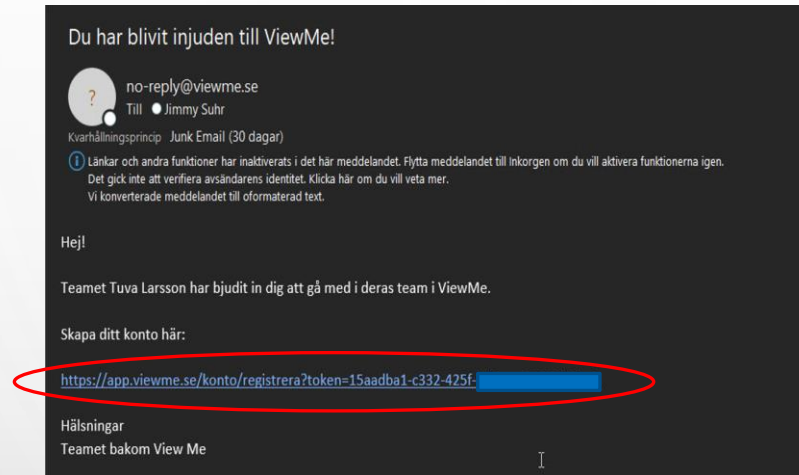 Du har blivit injuden till ViewMe!
?
no-reply@viewme.se
Till Jimmy Suhr
Kvarhållningsprincip Junk Email (30 dagar)
i Länkar och andra funktioner har inaktiverats i det här meddelandet. Flytta meddelandet till Inkorgen om du vill aktivera funktionerna igen.
Det gick inte att verifiera avsändarens identitet. Klicka här om du vill veta mer.
Vi konverterade meddelandet till oformaterad text.
Hej!
Teamet Tuva Larsson har bjudit in dig att gå med i deras team i ViewMe.
Skapa ditt konto här:
https://app.viewme.se/konto/registrera?token=15aadba1-c332-425f-
Hälsningar
Teamet bakom View Me